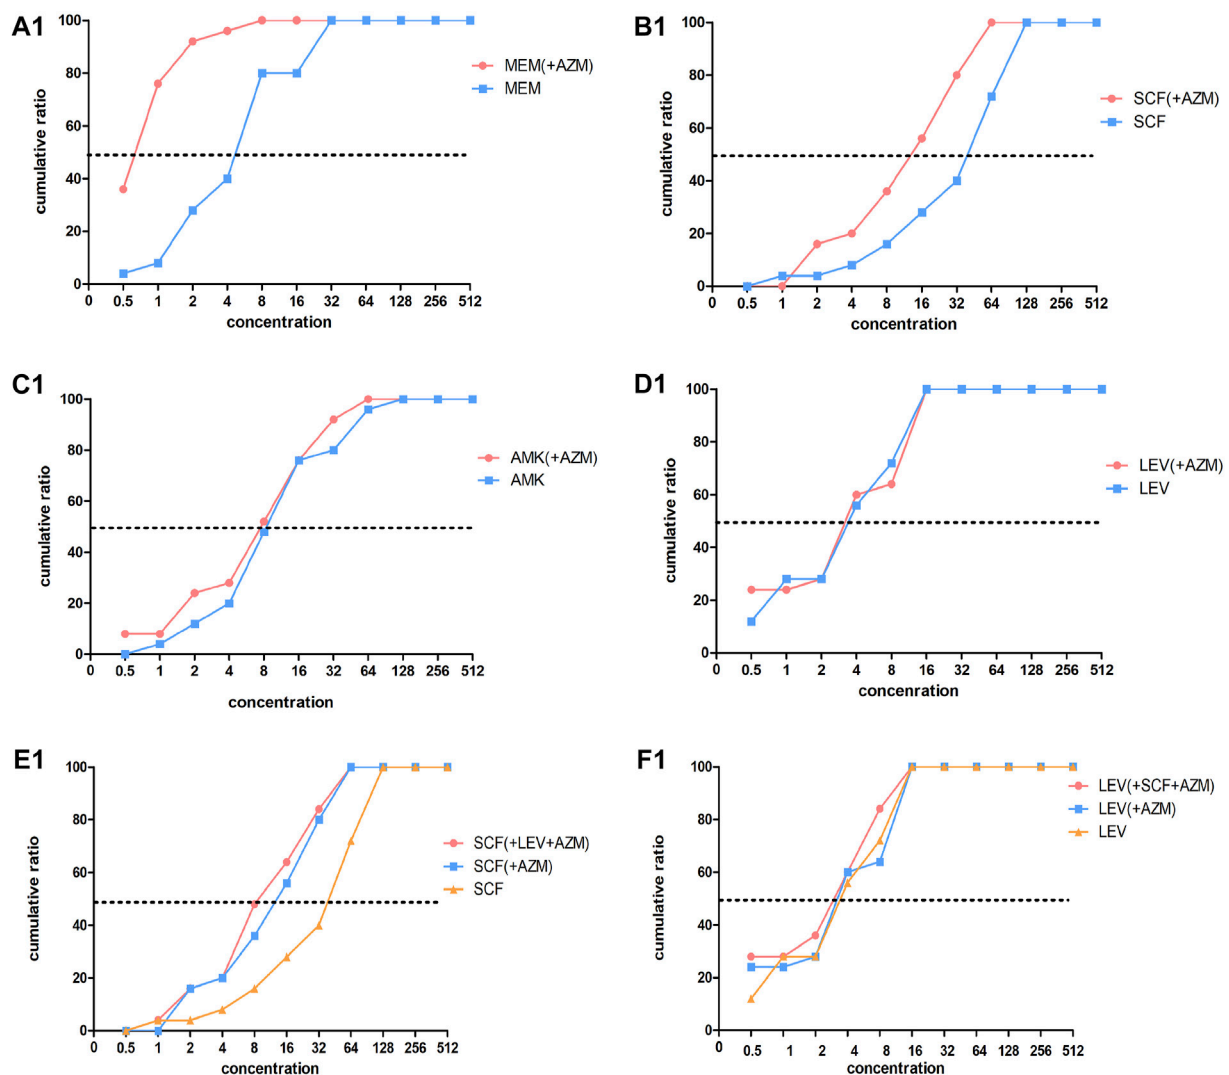 A1
100
80
60
40
20
0
cumulative ratio
0 0.5 1 2 4 8 16 32 64 128 256 512
concentration
MEM(+AZM)
MEM
B1
100
80
60
40
20
0
cumulative ratio
0 0.5 1 2 4 8 16 32 64 128 256 512
concentration
SCF(+AZM)
SCF
C1
100
80
60
40
20
0
cumulative ratio
0 0.5 1 2 4 8 16 32 64 128 256 512
concentration
AMK(+AZM)
AMK
D1
100
80
60
40
20
0
cumulative ratio
0 0.5 1 2 4 8 16 32 64 128 256 512
concenration
LEV(+AZM)
LEV
E1
100
80
60
40
20
0
cumulative ratio
0 0.5 1 2 4 8 16 32 64 128 256 512
concentration
SCF(+LEV+AZM)
SCF(+AZM)
SCF
F1
100
80
60
40
20
0
cumulative ratio
0 0.5 1 2 4 8 16 32 64 128 256 512
concentration
LEV(+SCF+AZM)
LEV(+AZM)
LEV